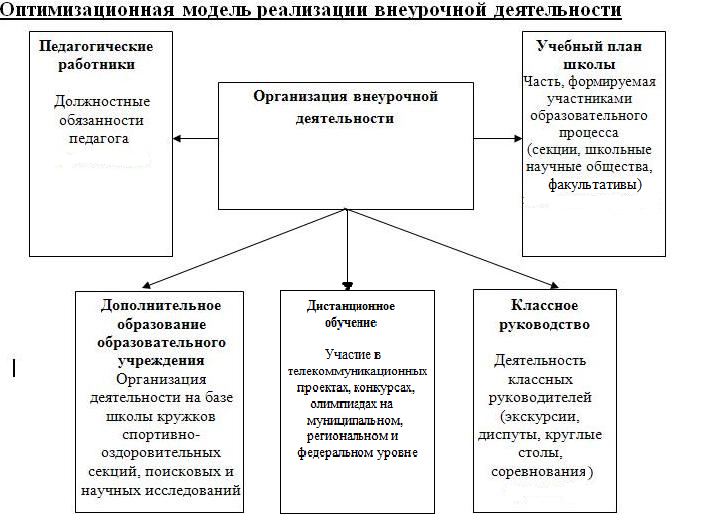 Оптимизационная модель реализации внеурочной деятельности
Педагогические
работники
Должностные
обязанности
педагога
Организация внеурочной
деятельности
Учебный план
школы
Часть, формируемая
участниками
образовательного
процесса
(секции, школьные
научные общества,
факультативы)
Дополнительное
образование
образовательного
учреждения
Организация
деятельности на базе
школы кружков
спортивно-
оздоровительных
секций, поисковых и
научных исследований
Дистанционное
обучение
Участие в
телекоммуникационных
проектах, конкурсах,
олимпиадах на
муниципальном,
региональном и
федеральном уровне
Классное
руководство
Деятельность
классных
руководителей
(экскурсии,
диспуты, круглые
столы,
соревнования)